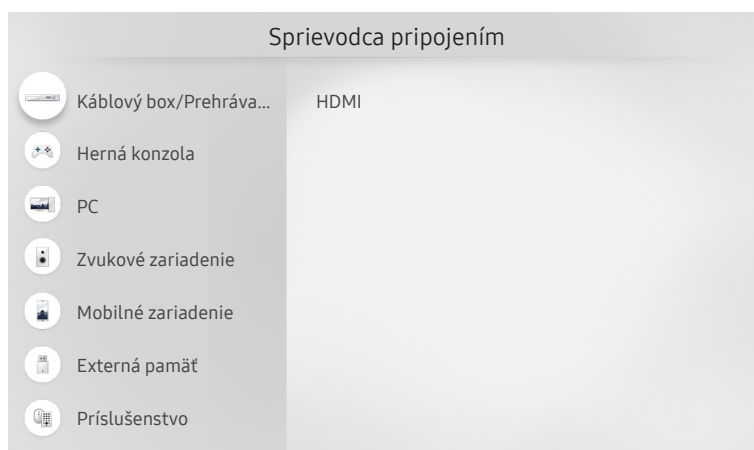 Sprievodca pripojením
Káblový box/Prehráva...
HDMI
Herná konzola
PC
Zvukové zariadenie
Mobilné zariadenie
Externá pamäť
Príslušenstvo